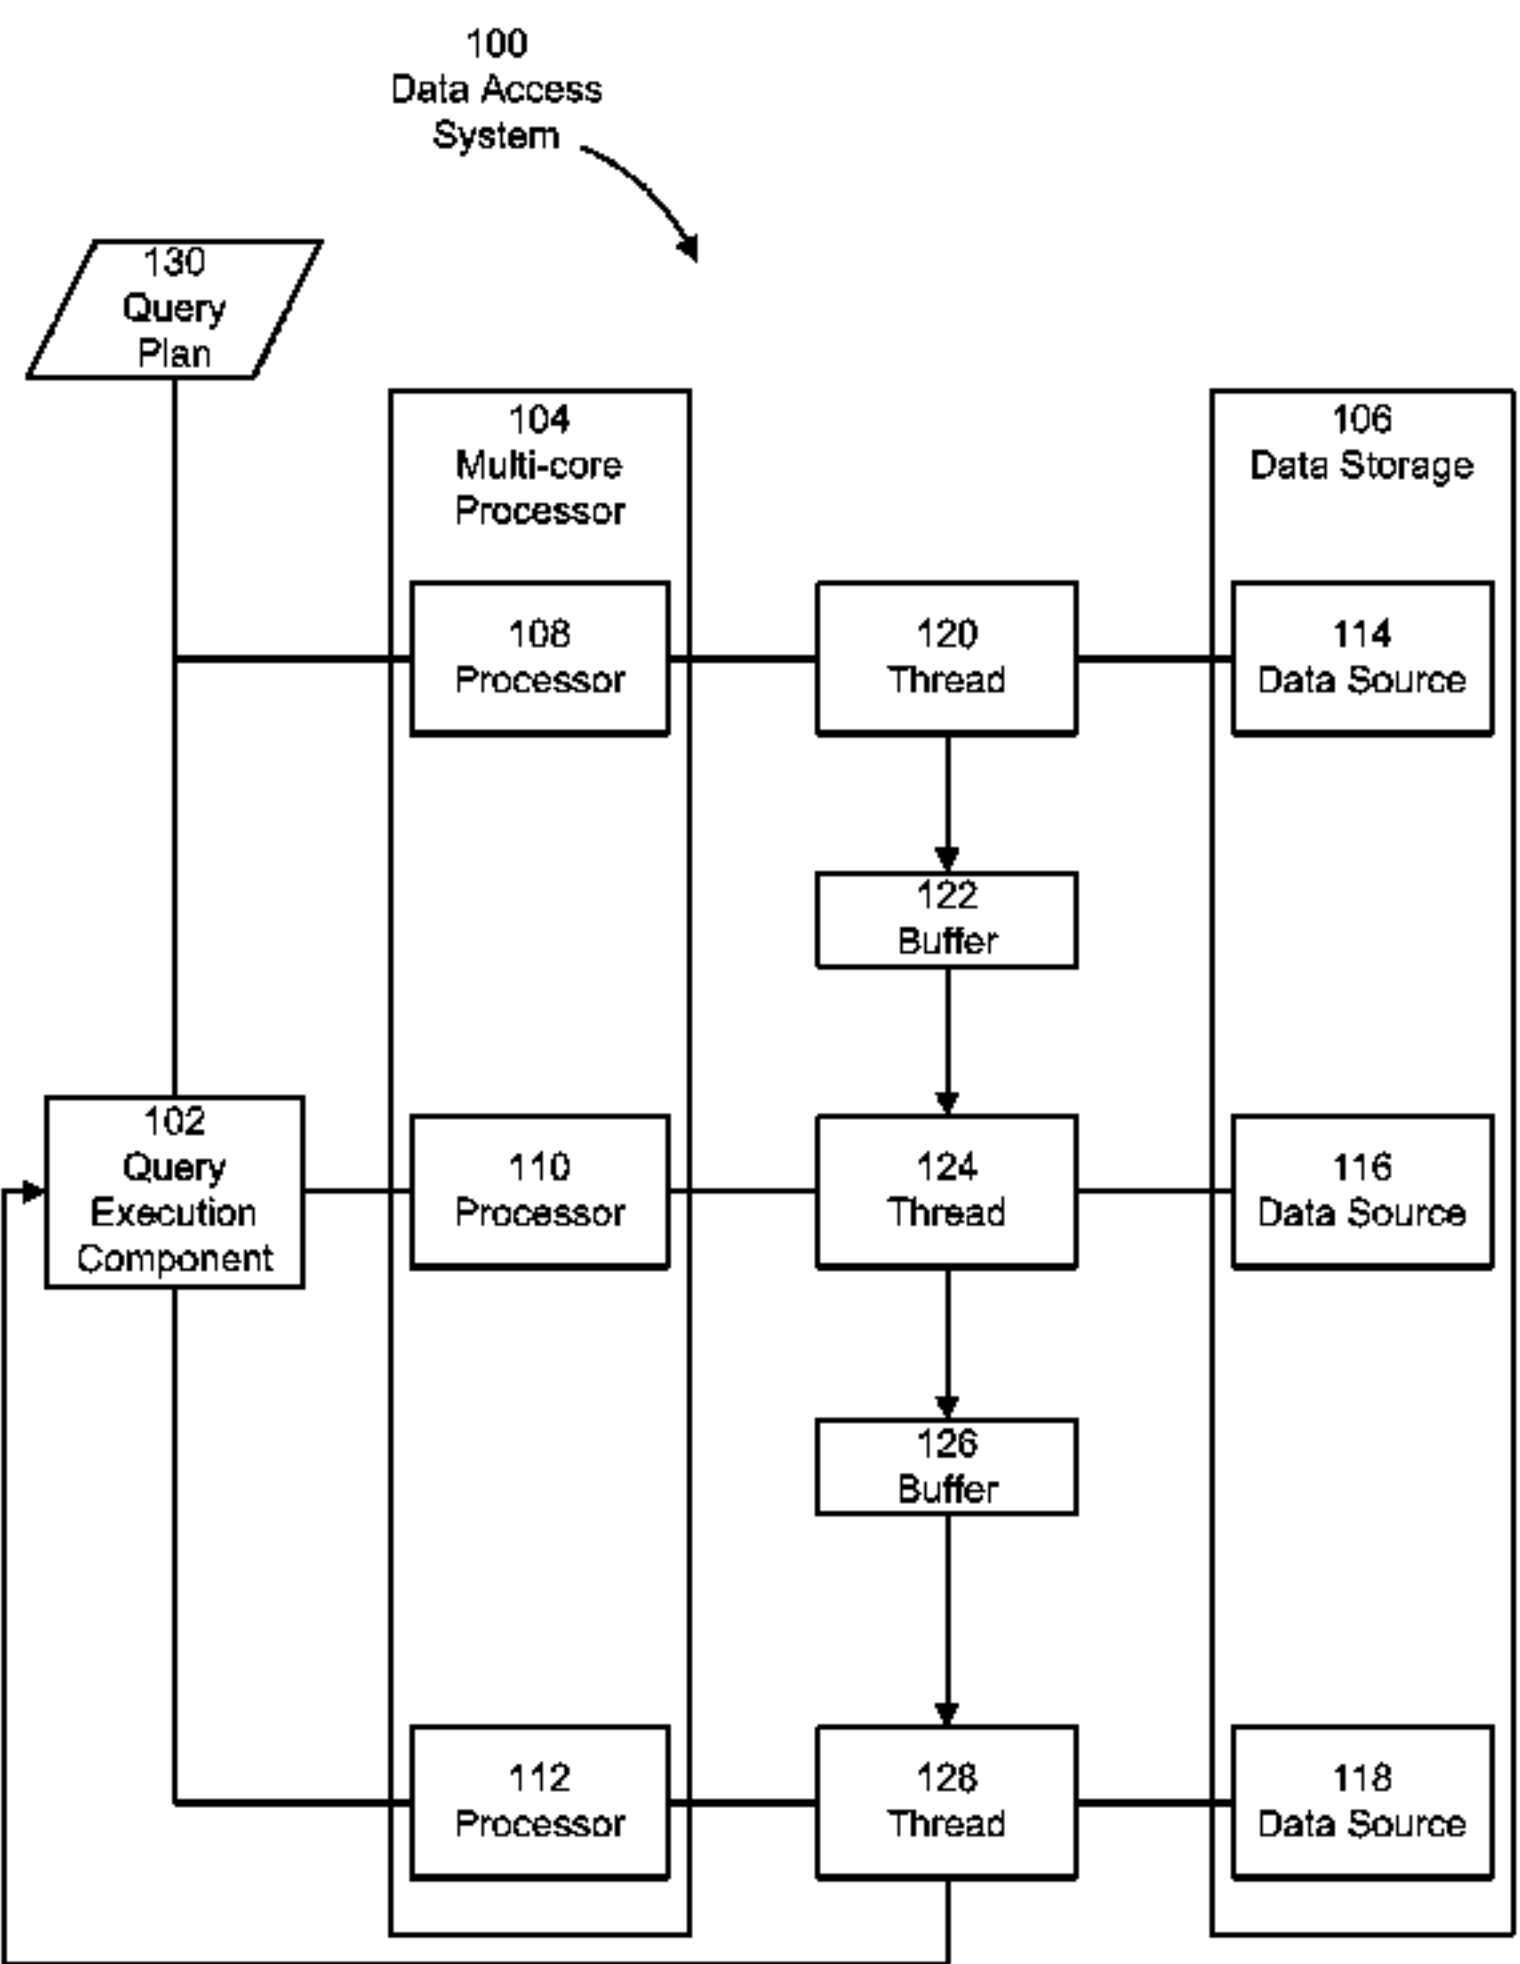 100
Data Access
System
130
Query
Plan
104
Multi-core
Processor
106
Data Storage
108
Processor
120
Thread
114
Data Source
122
Buffer
102
Query
Execution
Component
110
Processor
124
Thread
116
Data Source
126
Buffer
112
Processor
128
Thread
118
Data Source